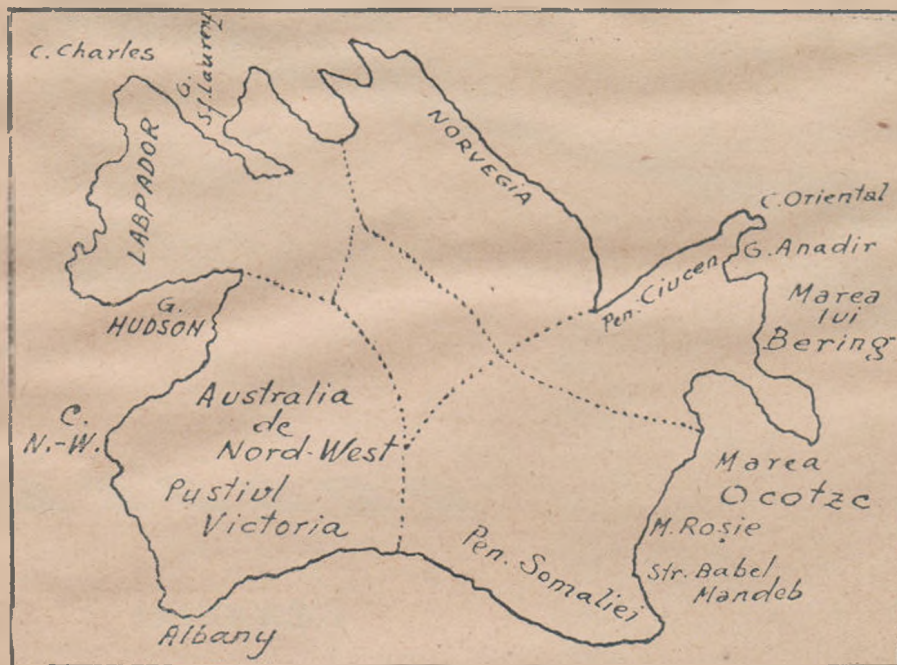 C. Charles
G.
Sf. Laurenț
LABPADOR
NORVEGIA
C. Oriental
G. Anadir
Pen. Ciucen
Marea
lui
Bering
G.
HUDSON
Australia
de
Nord-West
C.
N.-W.
Pustiul
Victoria
Marea
Ocotzc
M. Roșie
Pen. Somaliei
Str. Babel
Mandeb
Albany